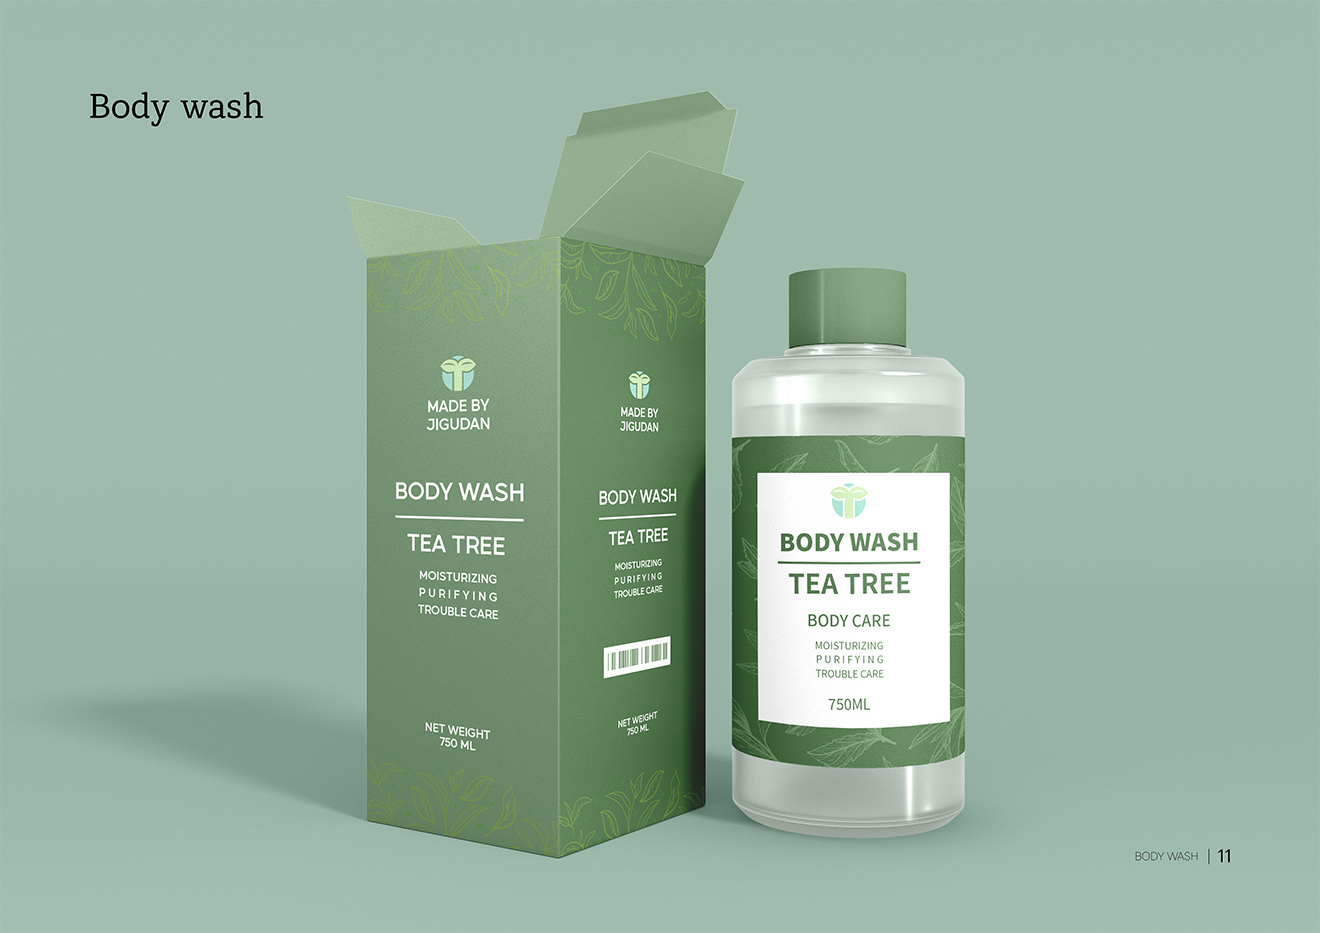 Body wash
MADE BY
JIGUDAN
BODY WASH
TEA TREE
MOISTURIZING
PURIFYING
TROUBLE CARE
NET WEIGHT
750 ML
MADE BY
JIGUDAN
BODY WASH
TEA TREE
MOISTURIZING
PURIFYING
TROUBLE CARE
NET WEIGHT
750 ML
BODY WASH
TEA TREE
BODY CARE
MOISTURIZING
PURIFYING
TROUBLE CARE
750ML
BODY WASH | 11